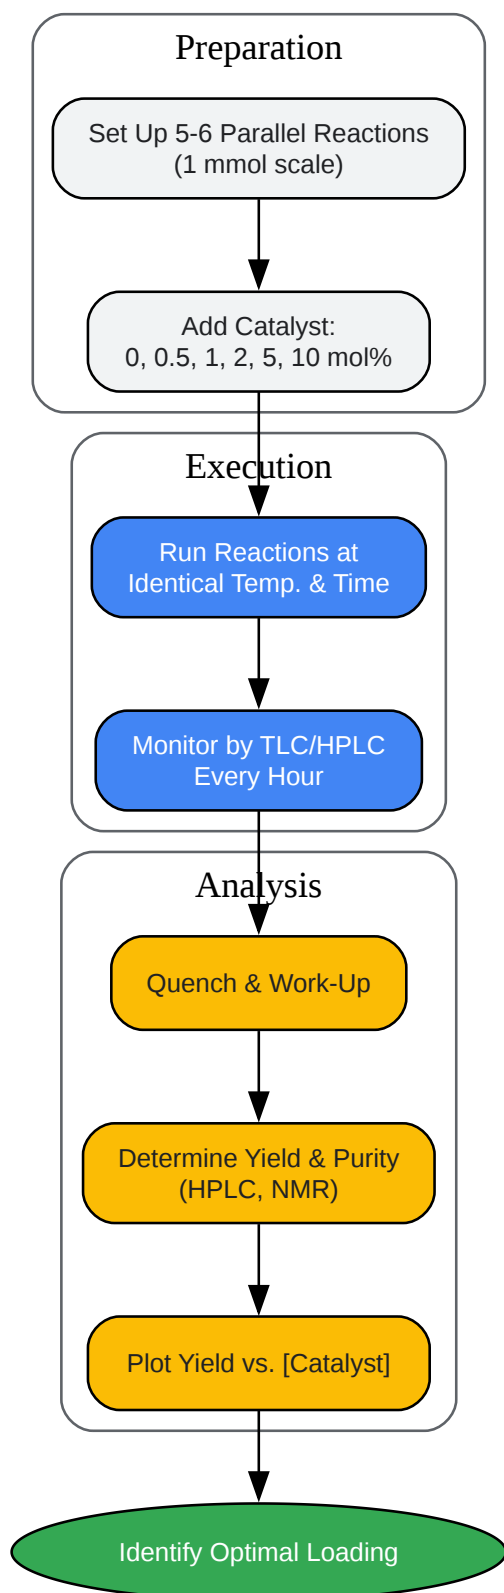 Preparation
Set Up 5-6 Parallel Reactions
(1 mmol scale)
Add Catalyst:
0, 0.5, 1, 2, 5, 10 mol%
Execution
Run Reactions at
Identical Temp. & Time
Monitor by TLC/HPLC
Every Hour
Analysis
Quench & Work-Up
Determine Yield & Purity
(HPLC, NMR)
Plot Yield vs. [Catalyst]
Identify Optimal Loading